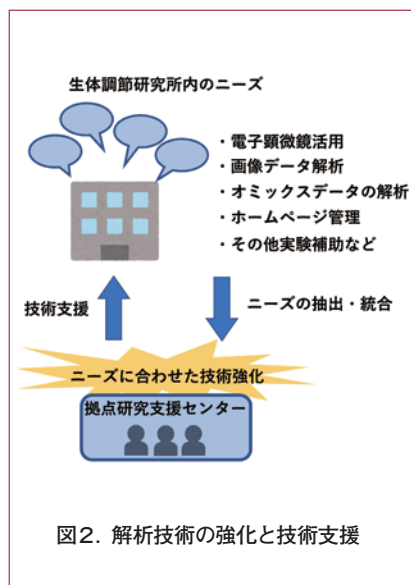 生体調節研究所内のニーズ
・電子顕微鏡活用
・画像データ解析
・オミックスデータの解析
・ホームページ管理
・その他実験補助など
技術支援
ニーズの抽出・統合
ニーズに合わせた技術強化
拠点研究支援センター
図2. 解析技術の強化と技術支援